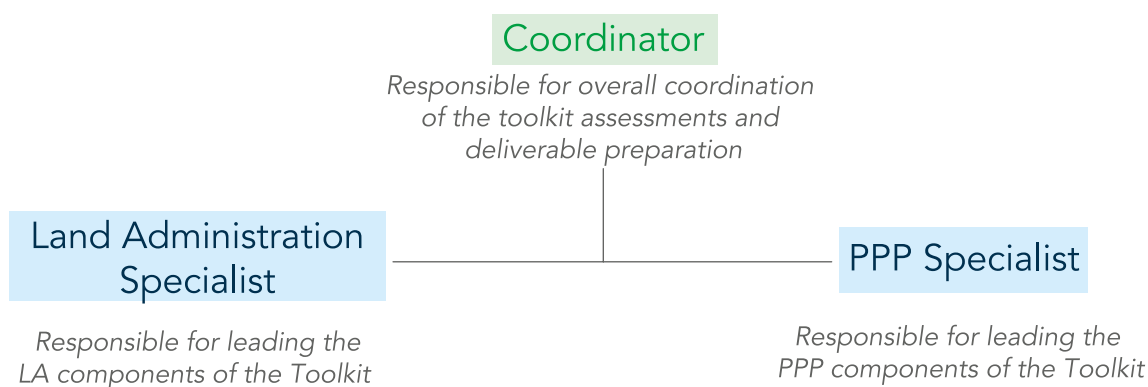 Coordinator
Responsible for overall coordination
of the toolkit assessments and
deliverable preparation
Land Administration
Specialist
Responsible for leading the
LA components of the Toolkit
PPP Specialist
Responsible for leading the
PPP components of the Toolkit